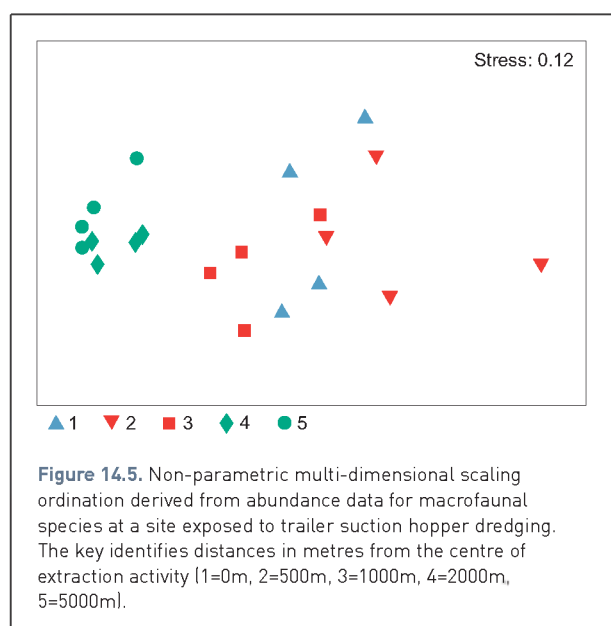 Stress: 0.12
1 2 3 4 5
Figure 14.5. Non-parametric multi-dimensional scaling
ordination derived from abundance data for macrofaunal
species at a site exposed to trailer suction hopper dredging.
The key identifies distances in metres from the centre of
extraction activity (1=0m, 2=500m, 3=1000m, 4=2000m,
5=5000m).